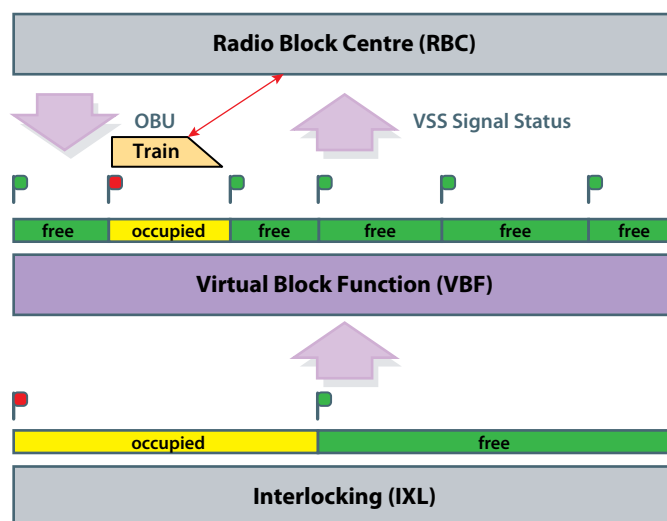 Radio Block Centre (RBC)
OBU
VSS Signal Status
Train
free
occupied
free
free
free
free
Virtual Block Function (VBF)
occupied
free
Interlocking (IXL)